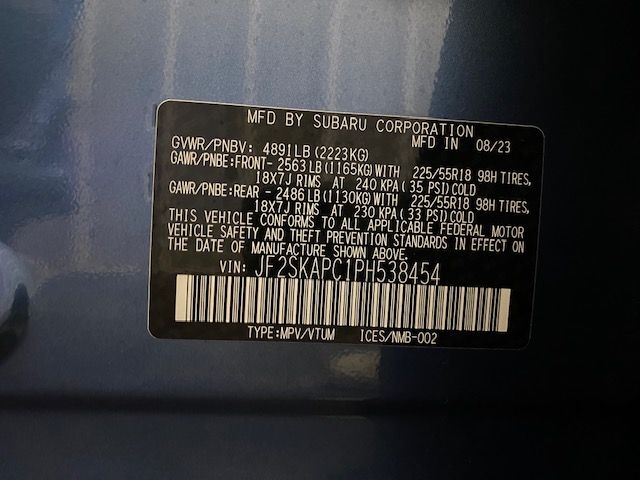 MFD BY SUBARU CORPORATION
GVWR/PNBV: 4891LB (2223KG) MFD IN 08/23
GAWR/PNBE:FRONT- 2563LB (1165KG)WITH 225/55R18 98H TIRES,
18X7J RIMS AT 240 KPA ( 35 PSI)COLD
GAWR/PNBE:REAR - 2486LB (1130KG)WITH 225/55R18 98H TIRES,
18X7J RIMS AT 230 KPA ( 33 PSI)COLD
THIS VEHICLE CONFORMS TO ALL APPLICABLE FEDERAL MOTOR
VEHICLE SAFETY AND THEFT PREVENTION STANDARDS IN EFFECT ON
THE DATE OF MANUFACTURE SHOWN ABOVE.
VIN: JF2SKAPC1PH538454
TYPE:MPV/VTUM ICES/NMB-002